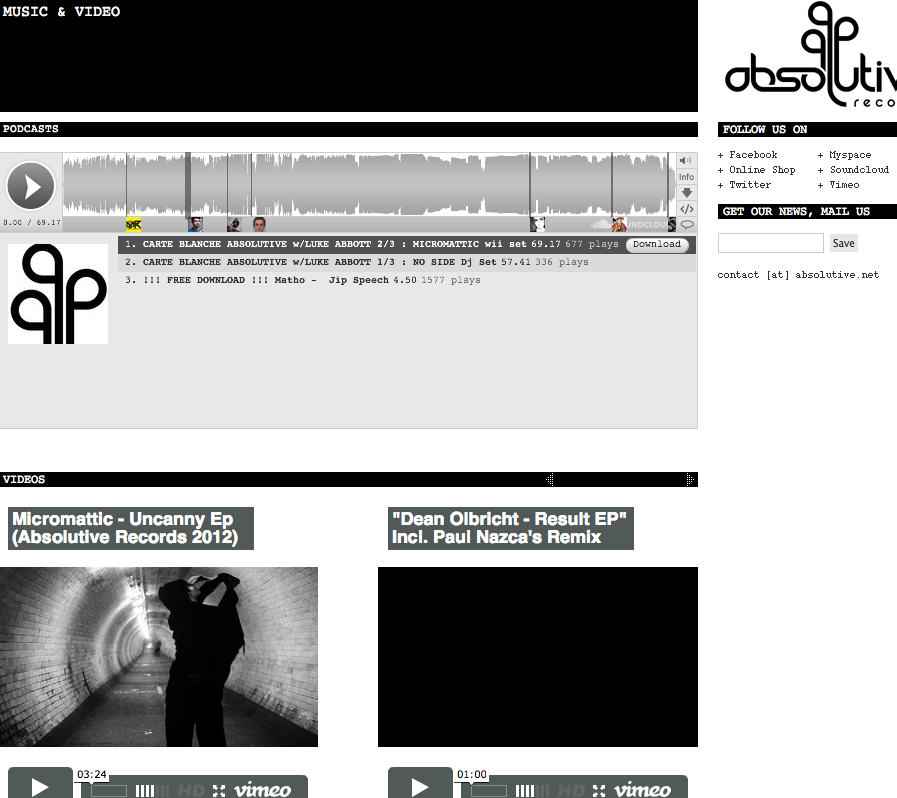 MUSIC & VIDEO
absolutiv
reco
PODCASTS
FOLLOW US ON
+ Facebook
+ Myspace
+ Online Shop
+ Soundcloud
+ Twitter
+ Vimeo
GET OUR NEWS, MAIL US
Save
contact [at] absolutive.net
Info
0.00 / 69.17
1. CARTE BLANCHE ABSOLUTIVE w/LUKE ABBOTT 2/3 : MICROMATTIC wii set 69.17 677 plays Download
2. CARTE BLANCHE ABSOLUTIVE w/LUKE ABBOTT 1/3 : NO SIDE Dj Set 57.41 336 plays
3. !!! FREE DOWNLOAD !!! Matho - Jip Speech 4.50 1577 plays
VIDEOS
Micromattic - Uncanny Ep
(Absolutive Records 2012)
"Dean Olbricht - Result EP"
Incl. Paul Nazca's Remix
03:24
HD vimeo
01:00
HD vimeo